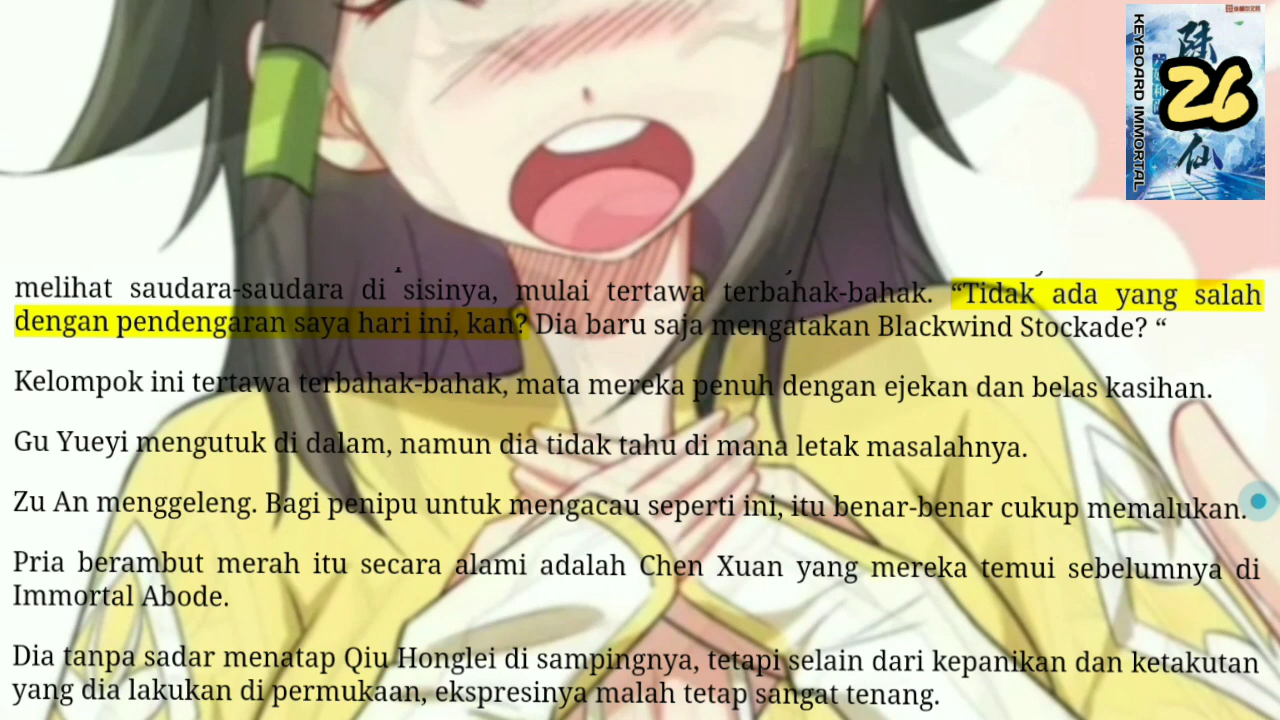 陆
仙
KEYBOARD IMMORTAL
26
melihat saudara-saudara di sisinya, mulai tertawa terbahak-bahak. “Tidak ada yang salah
dengan pendengaran saya hari ini, kan? Dia baru saja mengatakan Blackwind Stockade? “
Kelompok ini tertawa terbahak-bahak, mata mereka penuh dengan ejekan dan belas kasihan.
Gu Yueyi mengutuk di dalam, namun dia tidak tahu di mana letak masalahnya.
Zu An menggeleng. Bagi penipu untuk mengacau seperti ini, itu benar-benar cukup memalukan.
Pria berambut merah itu secara alami adalah Chen Xuan yang mereka temui sebelumnya di
Immortal Abode.
Dia tanpa sadar menatap Qiu Honglei di sampingnya, tetapi selain dari kepanikan dan ketakutan
yang dia lakukan di permukaan, ekspresinya malah tetap sangat tenang.